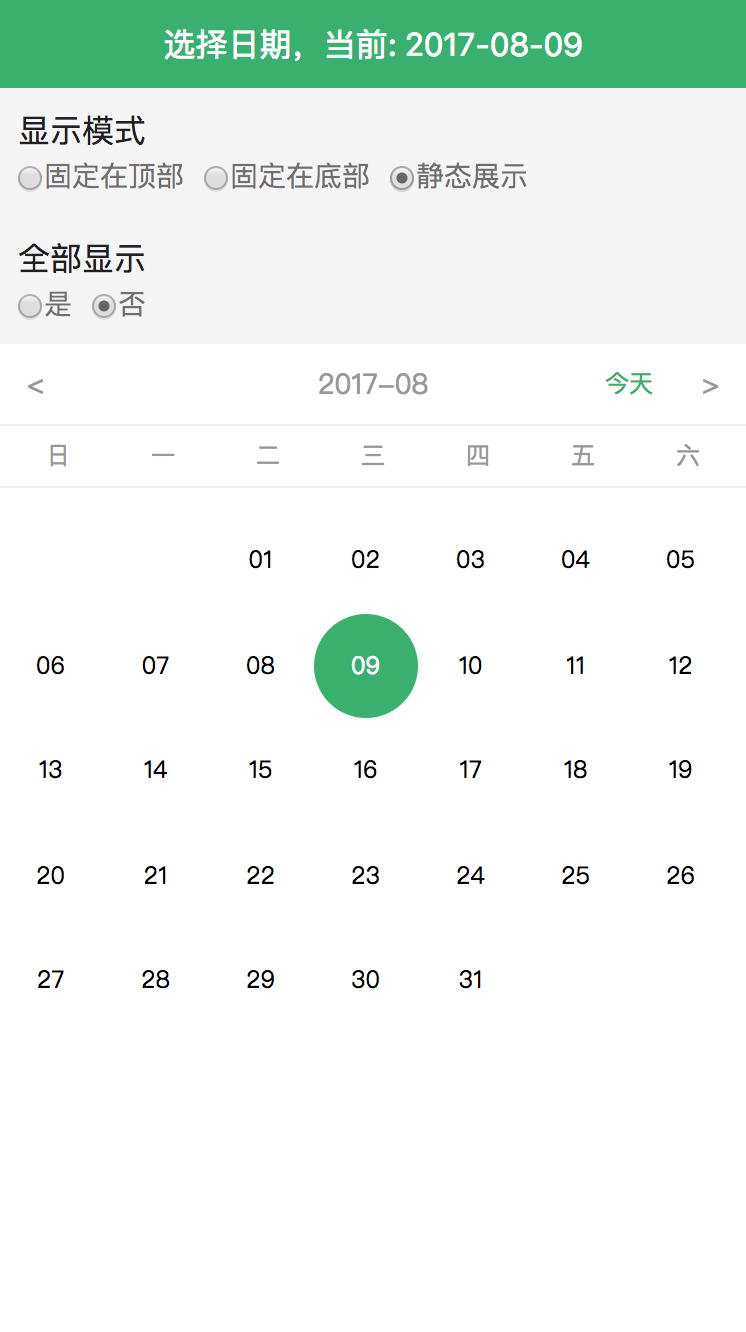 选择日期，当前: 2017-08-09
显示模式
固定在顶部 固定在底部 静态展示
全部显示
是 否
< 2017-08 今天 >
日 一 二 三 四 五 六
01 02 03 04 05
06 07 08 09 10 11 12
13 14 15 16 17 18 19
20 21 22 23 24 25 26
27 28 29 30 31